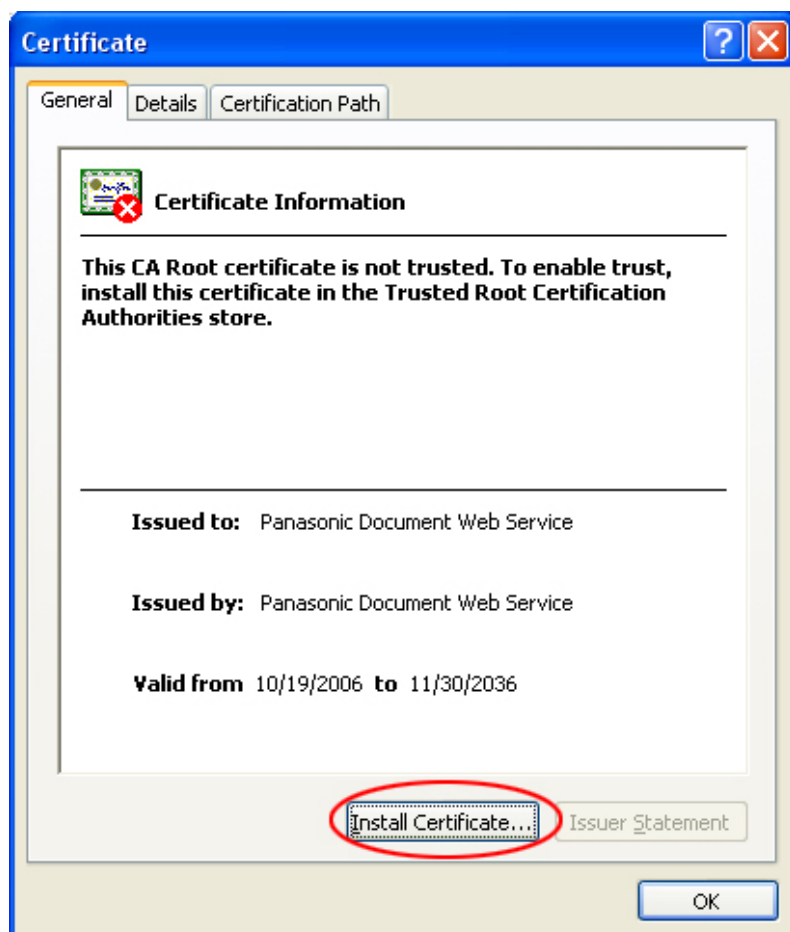 Certificate
General Details Certification Path
Certificate Information
This CA Root certificate is not trusted. To enable trust,
install this certificate in the Trusted Root Certification
Authorities store.
Issued to: Panasonic Document Web Service
Issued by: Panasonic Document Web Service
Valid from 10/19/2006 to 11/30/2036
Install Certificate... Issuer Statement
OK